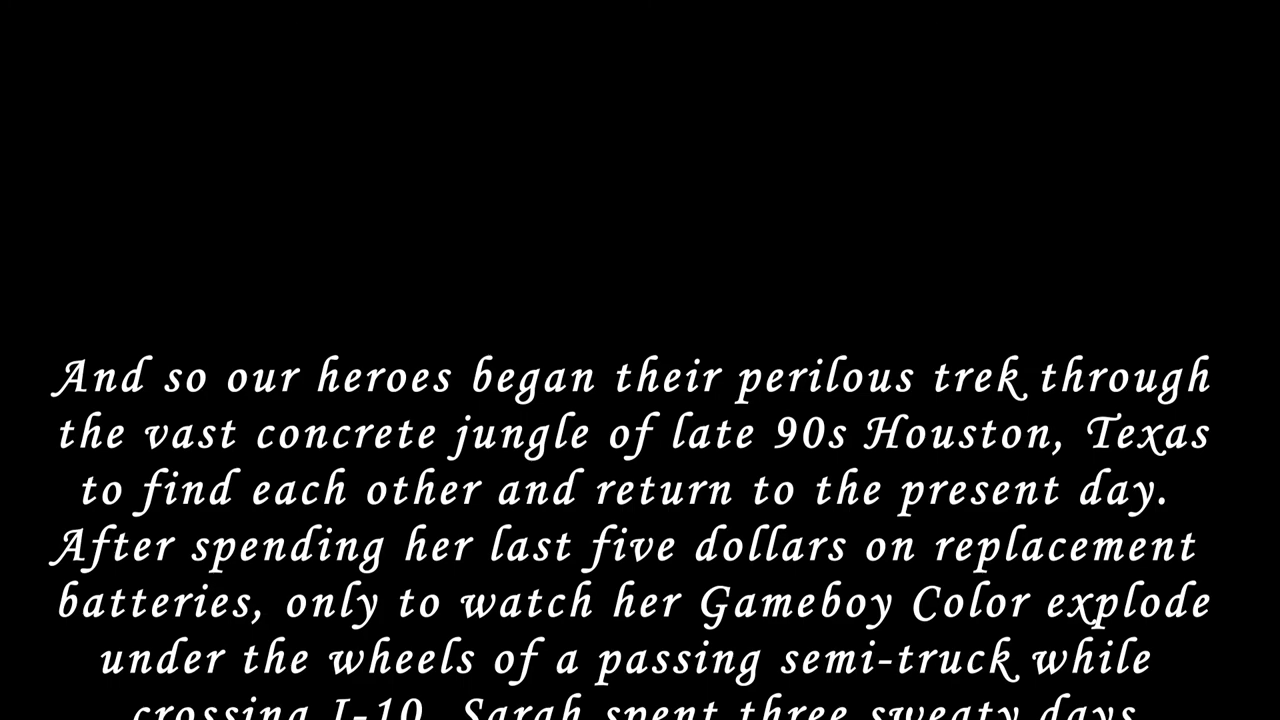 And so our heroes began their perilous trek through
the vast concrete jungle of late 90s Houston, Texas
to find each other and return to the present day.
After spending her last five dollars on replacement
batteries, only to watch her Gameboy Color explode
under the wheels of a passing semi-truck while
crossing I-10, Sarah spent three sweaty days